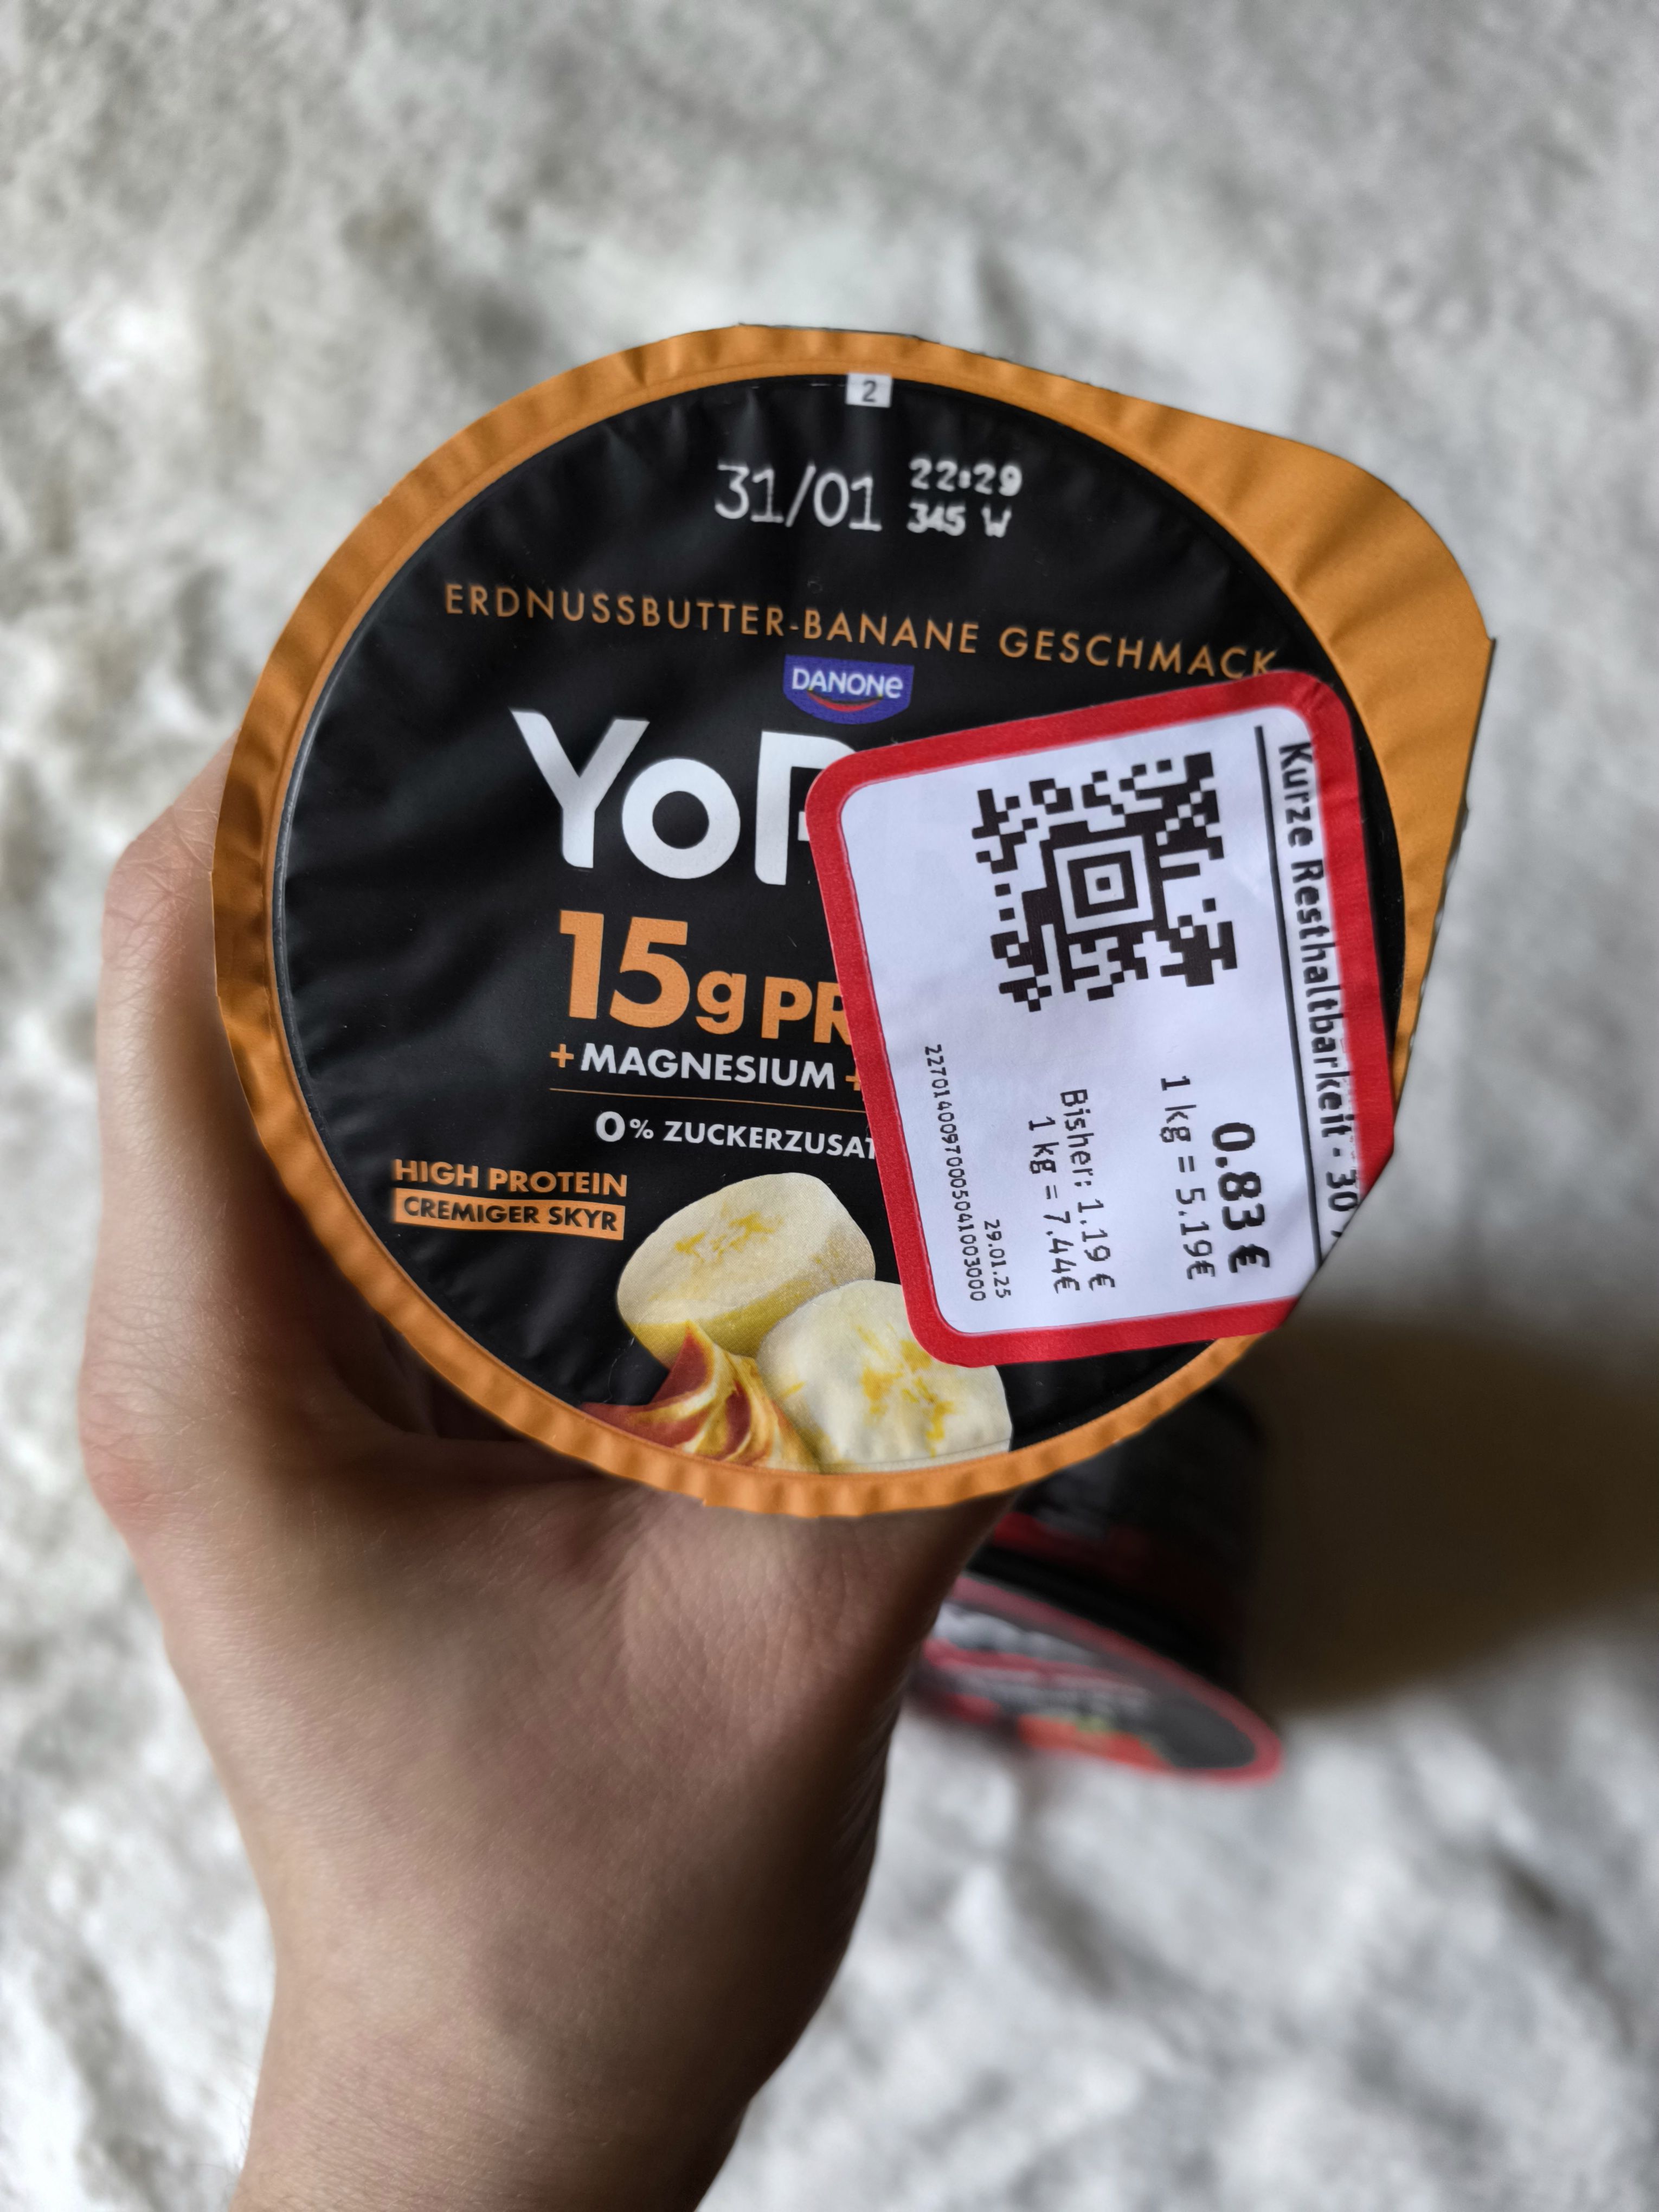 2
31/01
22:29
345 W
ERDNUSSBUTTER-BANANE GESCHMACK
DANONE
YoP
15g PR
+MAGNESIUM +
0% ZUCKERZUSAT
HIGH PROTEIN
CREMIGER SKYR
Kurze Resthaltbarkeit - 30
0.83 €
1 kg = 5.19€
Bisher: 1.19 €
1 kg = 7.44€
29.01.25